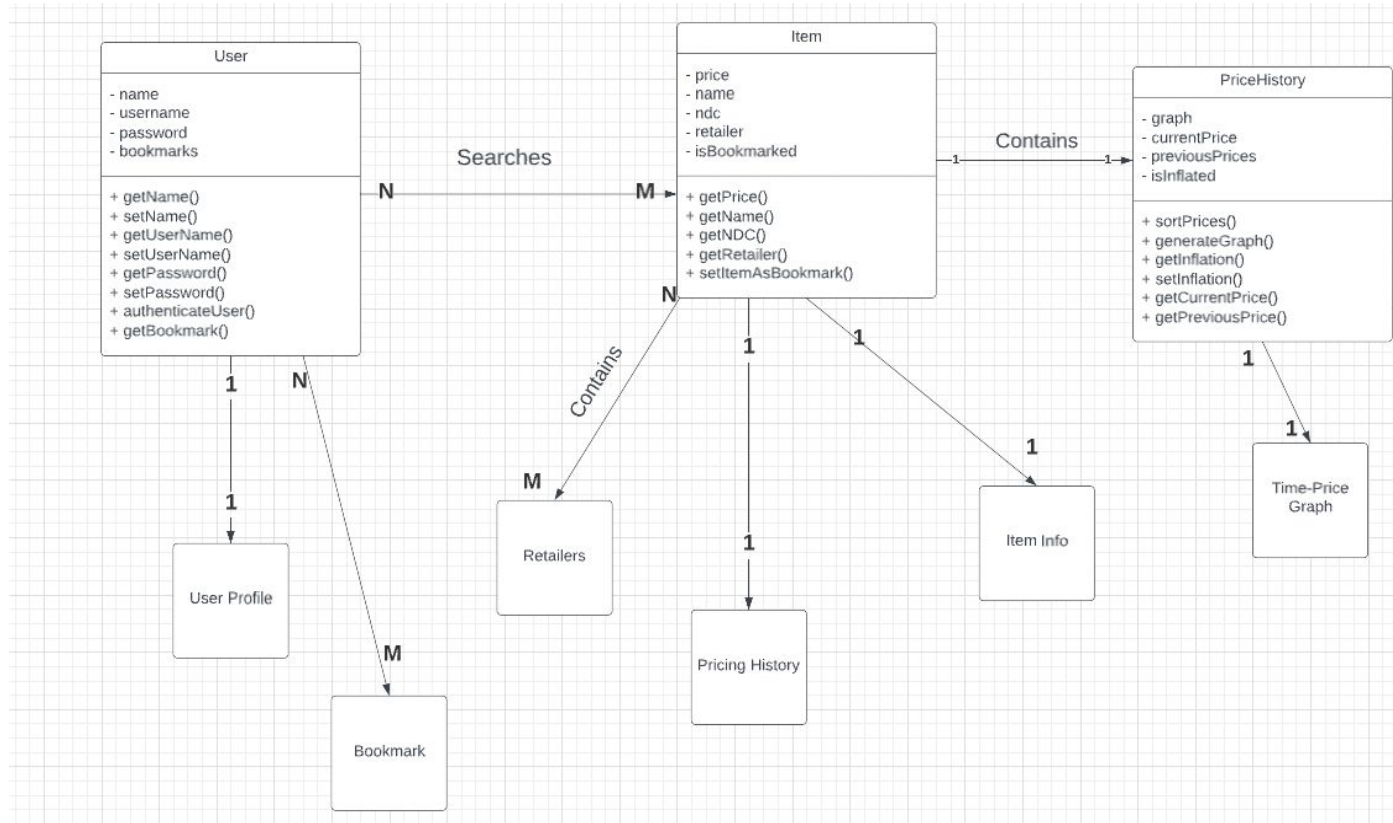 User
- name
- username
- password
- bookmarks
+ getName()
+ setName()
+ getUserName()
+ setUserName()
+ getPassword()
+ setPassword()
+ authenticateUser()
+ getBookmark()
Searches
N
M
Item
- price
- name
- ndc
- retailer
- isBookmarked
+ getPrice()
+ getName()
+ getNDC()
+ getRetailer()
+ setItemAsBookmark()
Contains
1
1
PriceHistory
- graph
- currentPrice
- previousPrices
- isInflated
+ sortPrices()
+ generateGraph()
+ getInflation()
+ setInflation()
+ getCurrentPrice()
+ getPreviousPrice()
1
1
User Profile
N
M
Bookmark
N
Contains
M
Retailers
1
1
Pricing History
1
1
Item Info
1
1
Time-Price
Graph